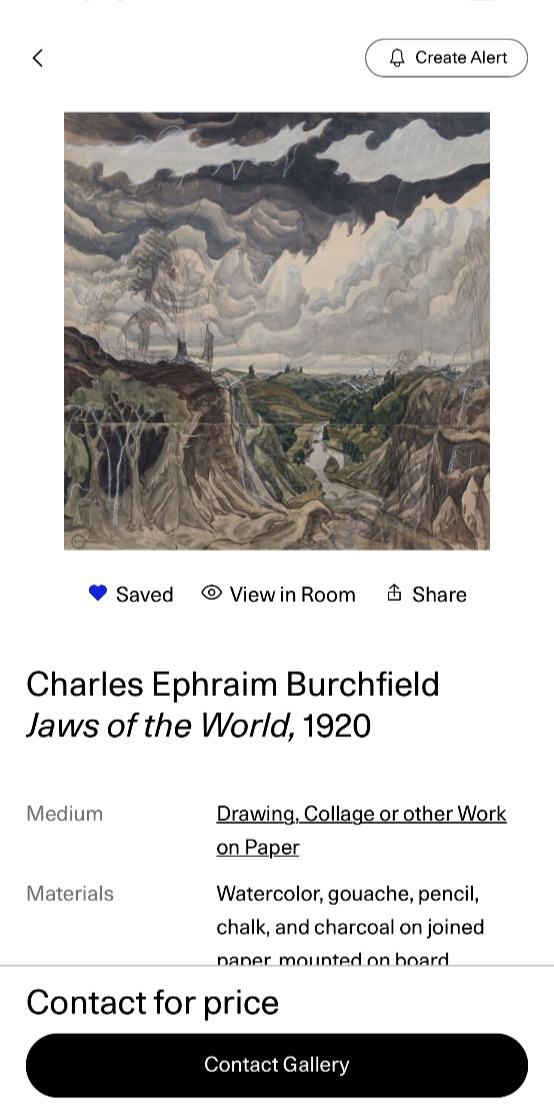 Create Alert
Saved
View in Room
Share
Charles Ephraim Burchfield
Jaws of the World, 1920
Medium
Drawing, Collage or other Work
on Paper
Materials
Watercolor, gouache, pencil,
chalk, and charcoal on joined
paper, mounted on board
Contact for price
Contact Gallery